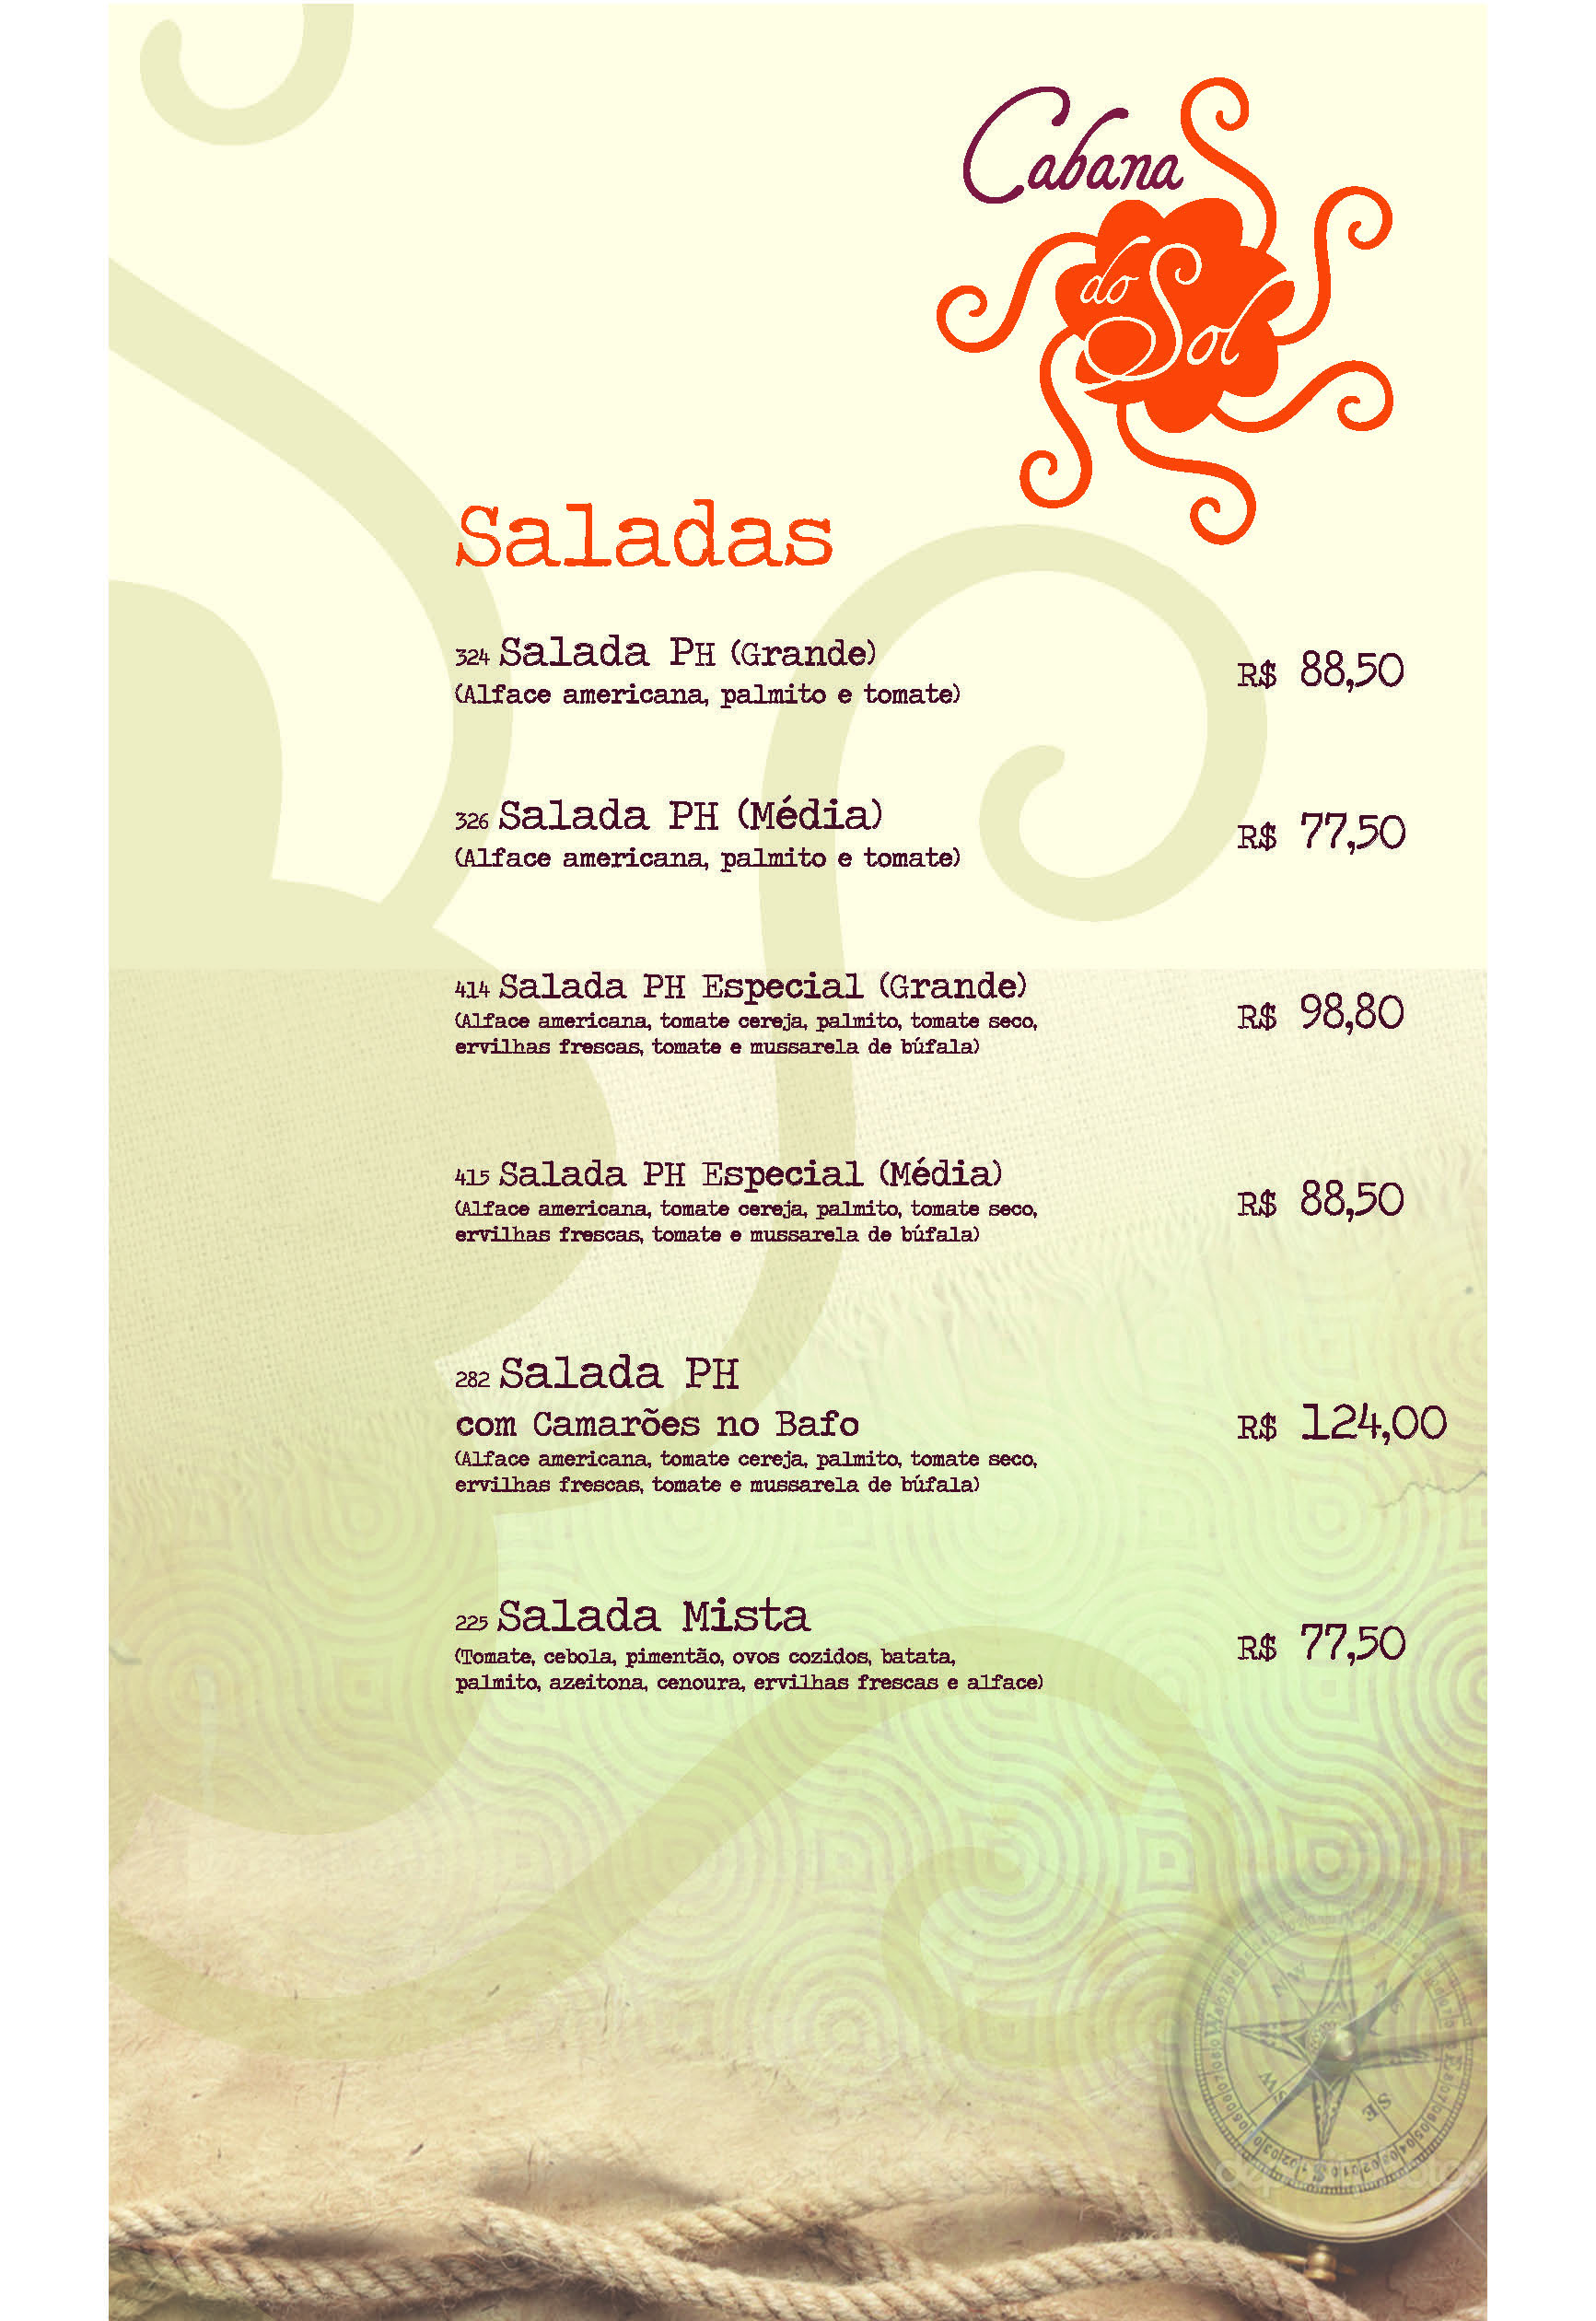 Cabana
do Sol
Saladas
324 Salada PH (Grande)
(Alface americana, palmito e tomate)
R$ 88,50
326 Salada PH (Média)
(Alface americana, palmito e tomate)
R$ 77,50
414 Salada PH Especial (Grande)
(Alface americana, tomate cereja, palmito, tomate seco,
ervilhas frescas, tomate e mussarela de búfala)
R$ 98,80
415 Salada PH Especial (Média)
(Alface americana, tomate cereja, palmito, tomate seco,
ervilhas frescas, tomate e mussarela de búfala)
R$ 88,50
282 Salada PH
com Camarões no Bafo
(Alface americana, tomate cereja, palmito, tomate seco,
ervilhas frescas, tomate e mussarela de búfala)
R$ 124,00
225 Salada Mista
(Tomate, cebola, pimentão, ovos cozidos, batata,
palmito, azeitona, cenoura, ervilhas frescas e alface)
R$ 77,50
NW
SE